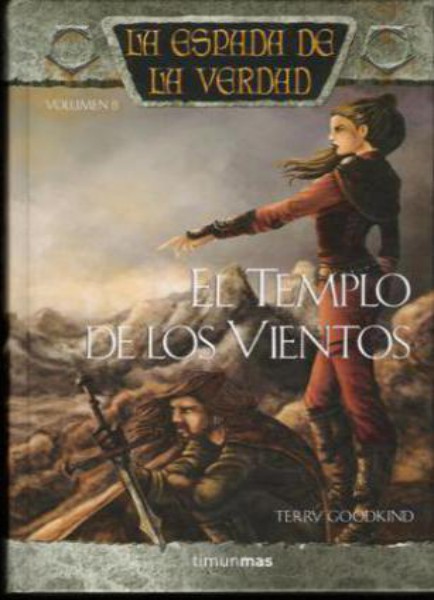 LA ESPADA DE
LA VERDAD
VOLUMEN 8
EL TEMPLO
DE LOS VIENTOS
TERRY GOODKIND
timunmas